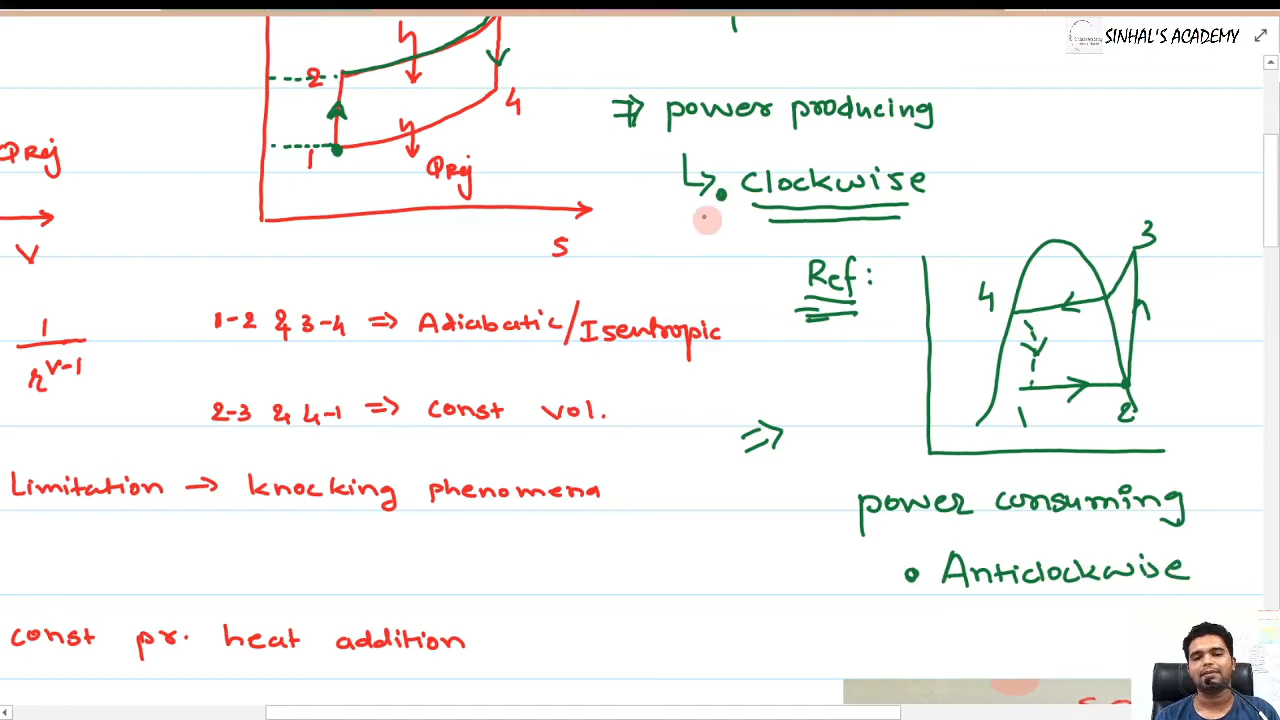 SINHAL'S ACADEMY
2
4
1
QRej
S
QRej
V
⇒ power producing
↳ • Clockwise
Ref:
3
4
1
2
1
r^γ-1
1-2 & 3-4 ⇒ Adiabatic/Isentropic
2-3 & 4-1 ⇒ const vol.
⇒
Limitation → knocking phenomena
power consuming
• Anticlockwise
const pr. heat addition